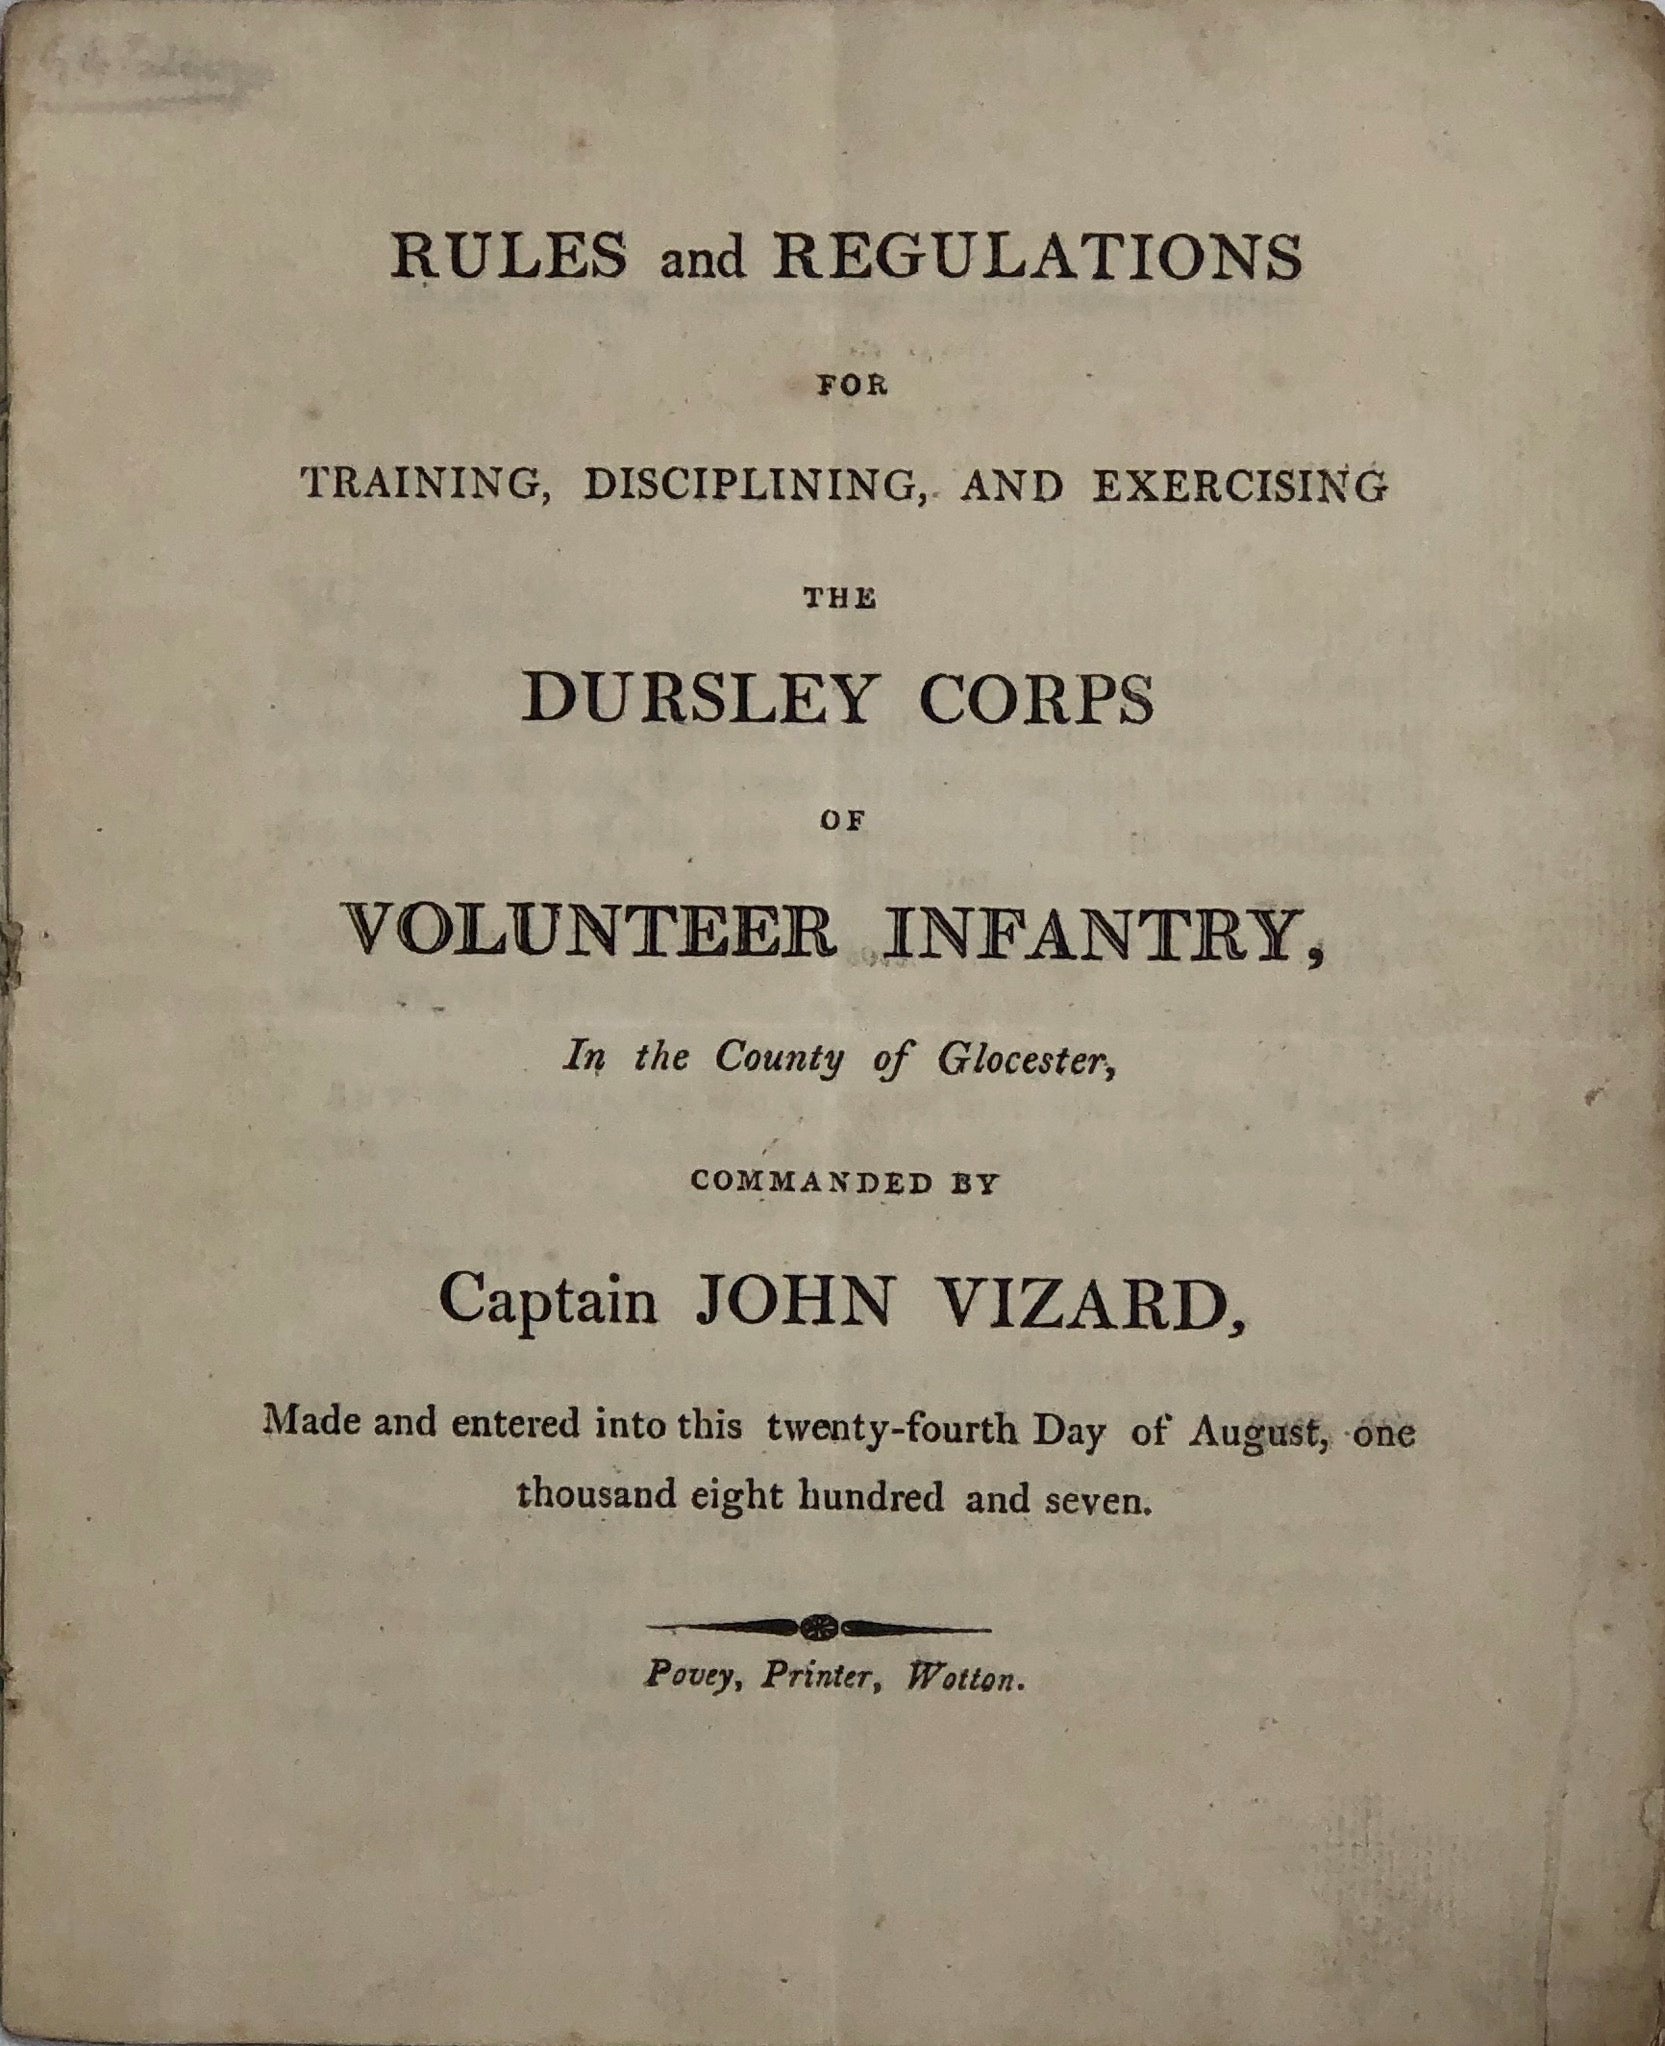 RULES and REGULATIONS
FOR
TRAINING, DISCIPLINING, AND EXERCISING
THE
DURSLEY CORPS
OF
VOLUNTEER INFANTRY,
In the County of Glocester,
COMMANDED BY
Captain JOHN VIZARD,
Made and entered into this twenty-fourth Day of August, one
thousand eight hundred and seven.
Povey, Printer, Wotton.